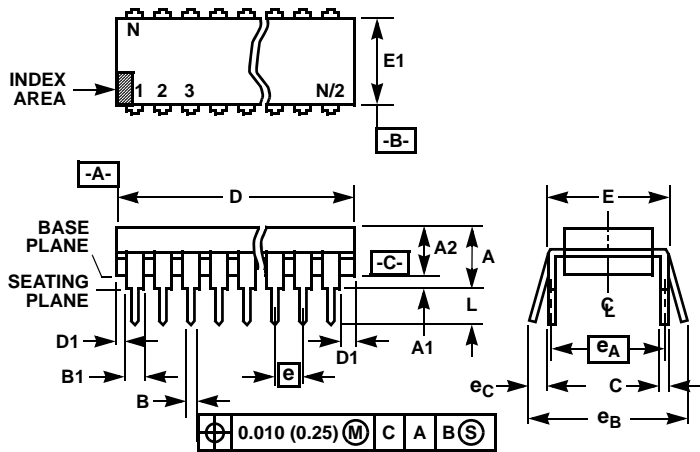 N
E1
INDEX
AREA
1 2 3 N/2
-B-
-A-
D
E
BASE
PLANE
A2
A
-C-
SEATING
PLANE
L
C L
D1
A1
D1
eA
B1
e
eC
C
B
eB
0.010 (0.25) M C A B S